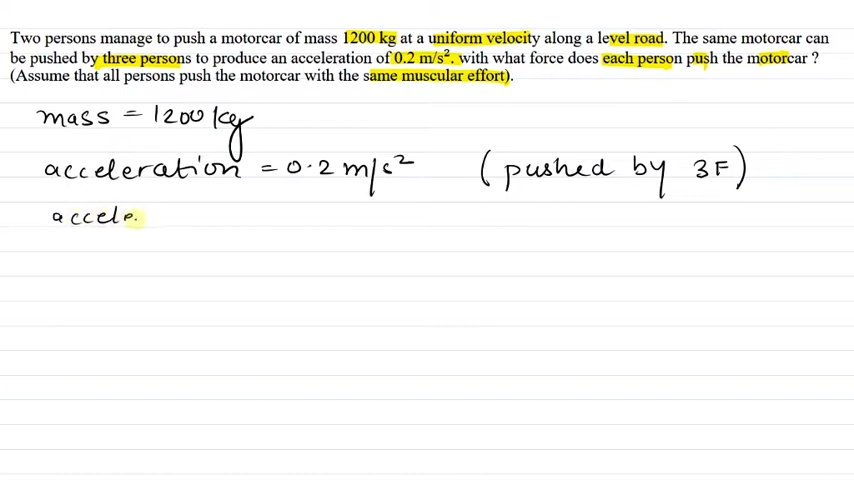 Two persons manage to push a motorcar of mass 1200 kg at a uniform velocity along a level road. The same motorcar can
be pushed by three persons to produce an acceleration of 0.2 m/s². with what force does each person push the motorcar ?
(Assume that all persons push the motorcar with the same muscular effort).
mass = 1200 kg
acceleration = 0.2 m/s² (pushed by 3F)
accele.